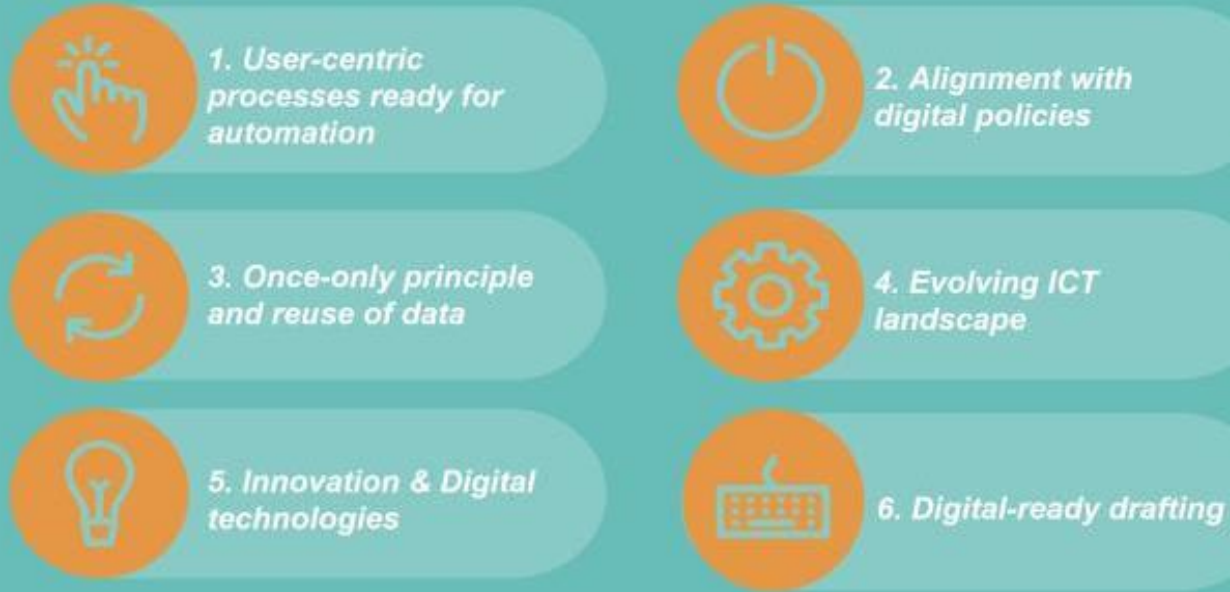 1. User-centric
processes ready for
automation
2. Alignment with
digital policies
3. Once-only principle
and reuse of data
4. Evolving ICT
landscape
5. Innovation & Digital
technologies
6. Digital-ready drafting